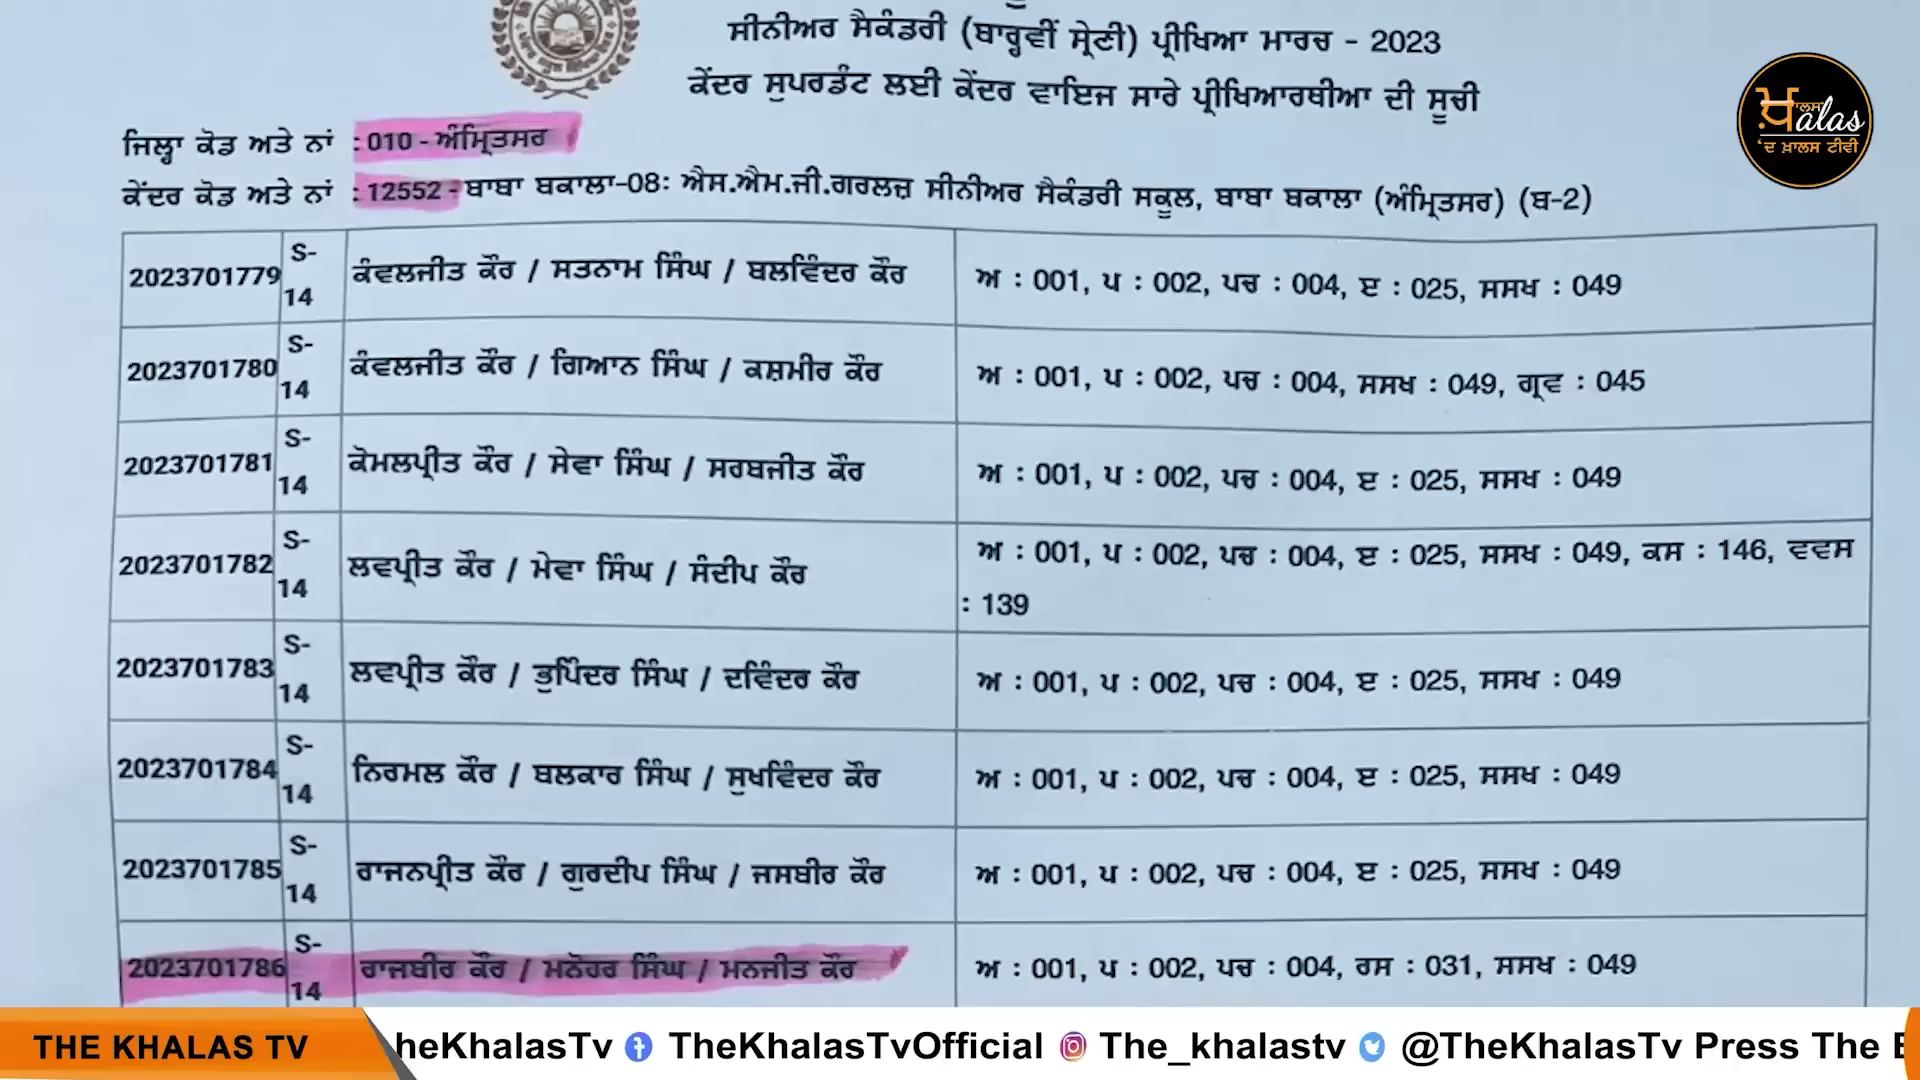 ਸੀਨੀਅਰ ਸੈਕੰਡਰੀ (ਬਾਰ੍ਹਵੀਂ ਸ਼੍ਰੇਣੀ) ਪ੍ਰੀਖਿਆ ਮਾਰਚ - 2023
ਕੇਂਦਰ ਸੁਪਰਡੰਟ ਲਈ ਕੇਂਦਰ ਵਾਇਜ ਸਾਰੇ ਪ੍ਰੀਖਿਆਰਥੀਆ ਦੀ ਸੂਚੀ
ਖ਼ਾਲਸ alas
'ਦ ਖ਼ਾਲਸ ਟੀਵੀ
ਜਿਲ੍ਹਾ ਕੋਡ ਅਤੇ ਨਾਂ : 010 - ਅੰਮ੍ਰਿਤਸਰ
ਕੇਂਦਰ ਕੋਡ ਅਤੇ ਨਾਂ : 12552 - ਬਾਬਾ ਬਕਾਲਾ-08: ਐਸ.ਐਮ.ਜੀ.ਗਰਲਜ਼ ਸੀਨੀਅਰ ਸੈਕੰਡਰੀ ਸਕੂਲ, ਬਾਬਾ ਬਕਾਲਾ (ਅੰਮ੍ਰਿਤਸਰ) (ਬ-2)
2023701779 S-14 ਕੰਵਲਜੀਤ ਕੌਰ / ਸਤਨਾਮ ਸਿੰਘ / ਬਲਵਿੰਦਰ ਕੌਰ ਅ : 001, ਪ : 002, ਪਚ : 004, ੲ : 025, ਸਸਖ : 049
2023701780 S-14 ਕੰਵਲਜੀਤ ਕੌਰ / ਗਿਆਨ ਸਿੰਘ / ਕਸ਼ਮੀਰ ਕੌਰ ਅ : 001, ਪ : 002, ਪਚ : 004, ਸਸਖ : 049, ਗ੍ਰਵ : 045
2023701781 S-14 ਕੋਮਲਪ੍ਰੀਤ ਕੌਰ / ਸੇਵਾ ਸਿੰਘ / ਸਰਬਜੀਤ ਕੌਰ ਅ : 001, ਪ : 002, ਪਚ : 004, ੲ : 025, ਸਸਖ : 049
2023701782 S-14 ਲਵਪ੍ਰੀਤ ਕੌਰ / ਮੇਵਾ ਸਿੰਘ / ਸੰਦੀਪ ਕੌਰ ਅ : 001, ਪ : 002, ਪਚ : 004, ੲ : 025, ਸਸਖ : 049, ਕਸ : 146, ਵਵਸ
: 139
2023701783 S-14 ਲਵਪ੍ਰੀਤ ਕੌਰ / ਭੁਪਿੰਦਰ ਸਿੰਘ / ਦਵਿੰਦਰ ਕੌਰ ਅ : 001, ਪ : 002, ਪਚ : 004, ੲ : 025, ਸਸਖ : 049
2023701784 S-14 ਨਿਰਮਲ ਕੌਰ / ਬਲਕਾਰ ਸਿੰਘ / ਸੁਖਵਿੰਦਰ ਕੌਰ ਅ : 001, ਪ : 002, ਪਚ : 004, ੲ : 025, ਸਸਖ : 049
2023701785 S-14 ਰਾਜਨਪ੍ਰੀਤ ਕੌਰ / ਗੁਰਦੀਪ ਸਿੰਘ / ਜਸਬੀਰ ਕੌਰ ਅ : 001, ਪ : 002, ਪਚ : 004, ੲ : 025, ਸਸਖ : 049
2023701786 S-14 ਰਾਜਬੀਰ ਕੌਰ / ਮਨੋਹਰ ਸਿੰਘ / ਮਨਜੀਤ ਕੌਰ ਅ : 001, ਪ : 002, ਪਚ : 004, ਰਸ : 031, ਸਸਖ : 049
THE KHALAS TV heKhalasTv TheKhalasTvOfficial The_khalastv @TheKhalasTv Press The